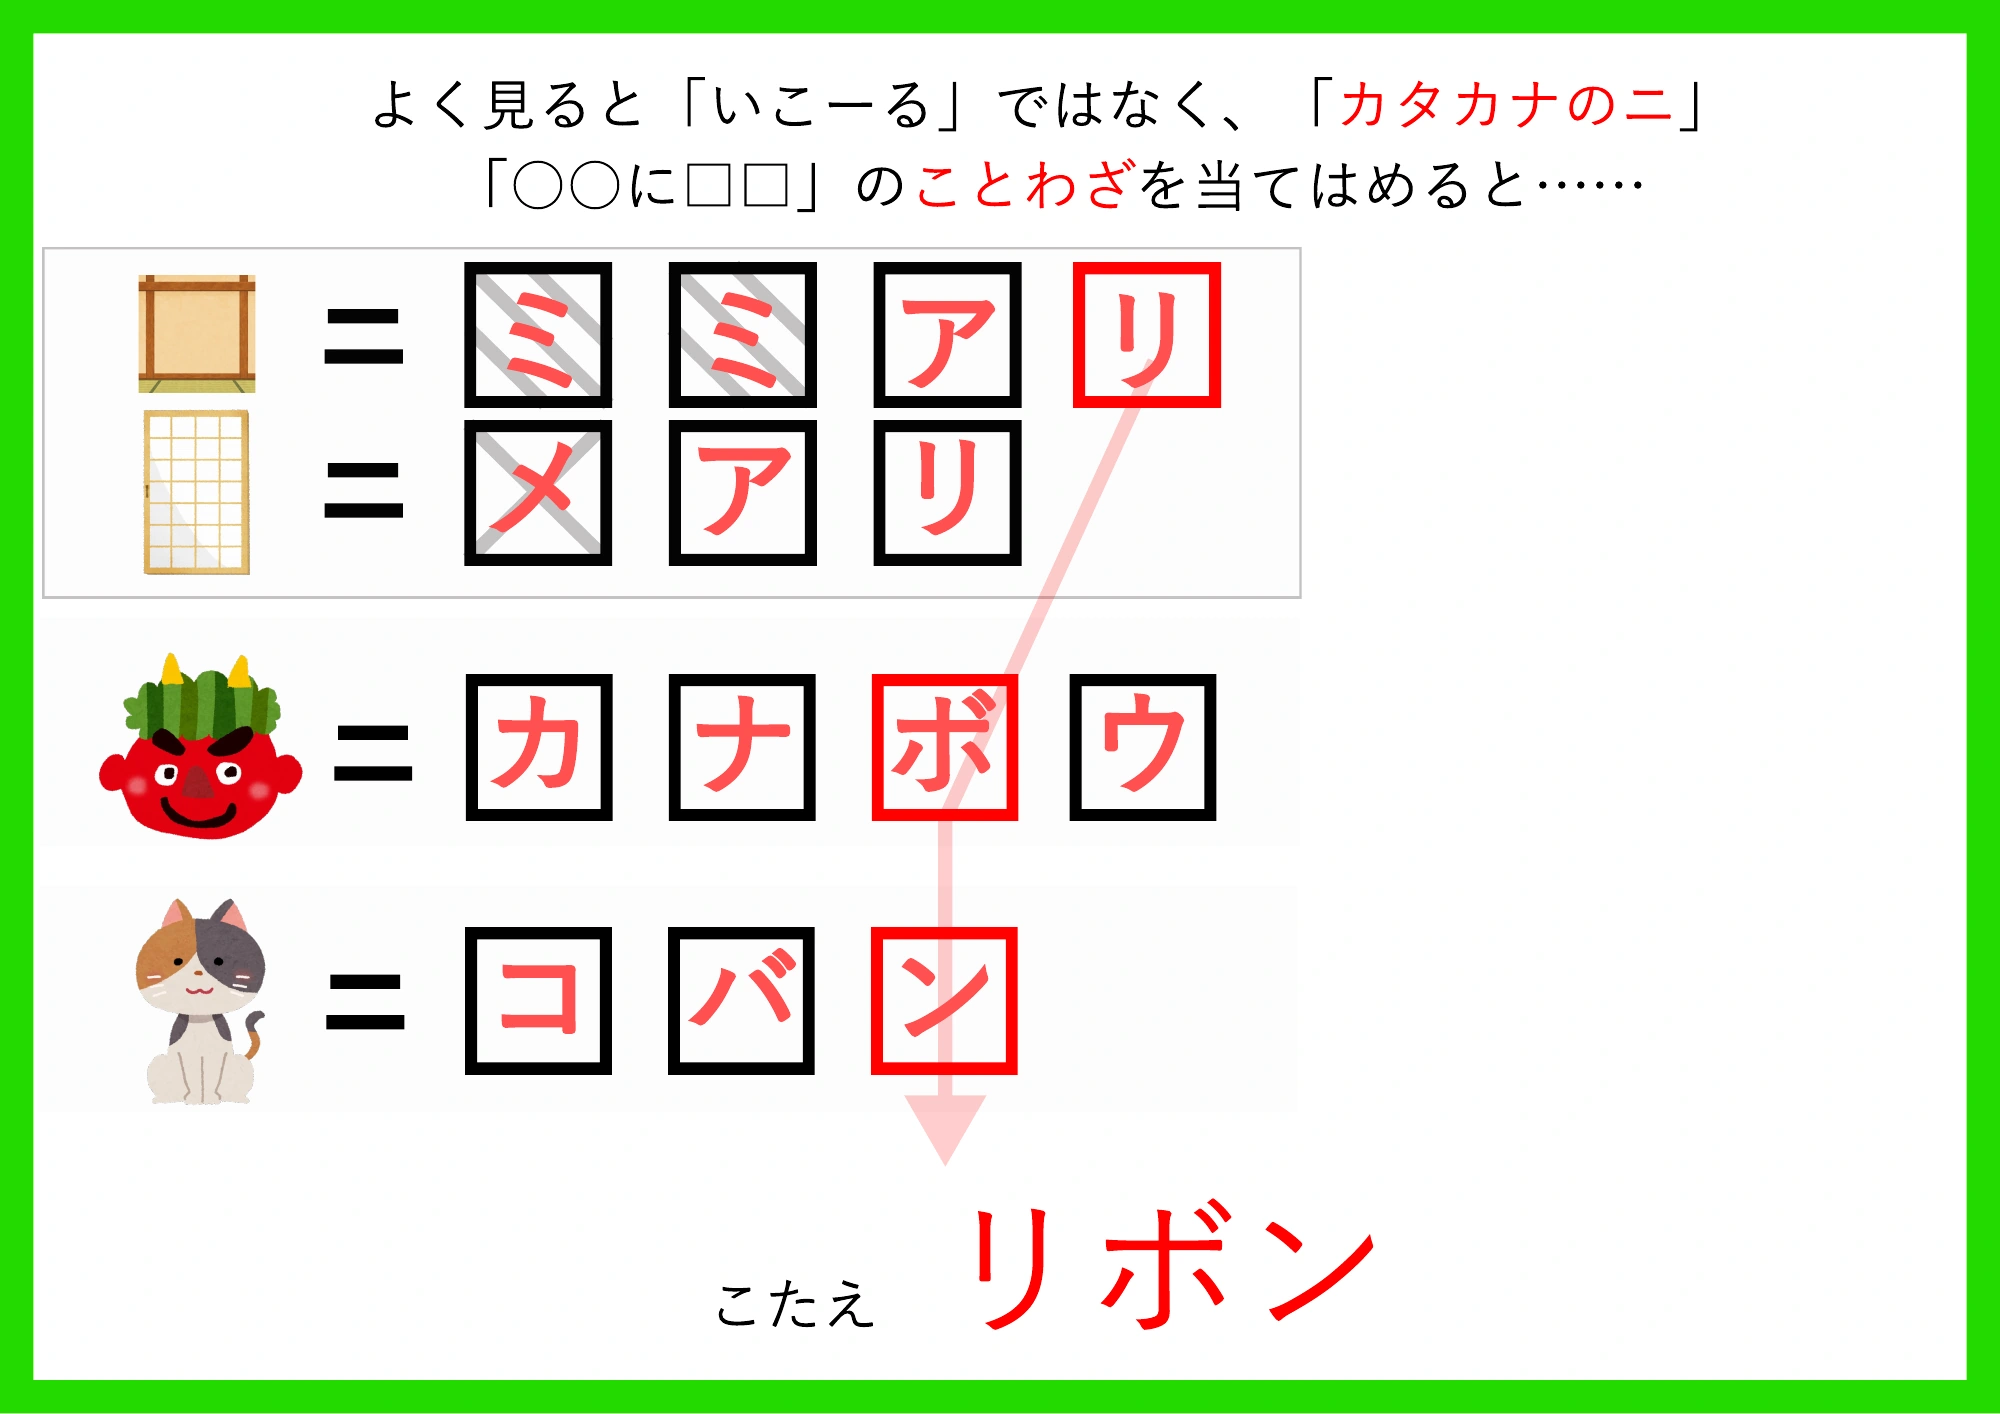 よく見ると「いこーる」ではなく、「カタカナのニ」
「○○に□□」のことわざを当てはめると……
ニ ミ ミ ア リ
ニ メ ア リ
ニ カ ナ ボ ウ
ニ コ バ ン
こたえ リボン